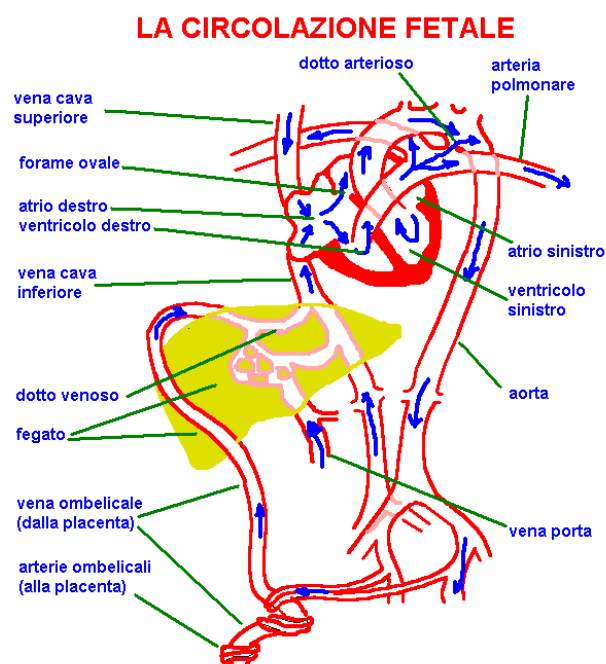 LA CIRCOLAZIONE FETALE
dotto arterioso
arteria
polmonare
vena cava
superiore
forame ovale
atrio destro
ventricolo destro
vena cava
inferiore
atrio sinistro
ventricolo
sinistro
dotto venoso
fegato
aorta
vena ombelicale
(dalla placenta)
vena porta
arterie ombelicali
(alla placenta)